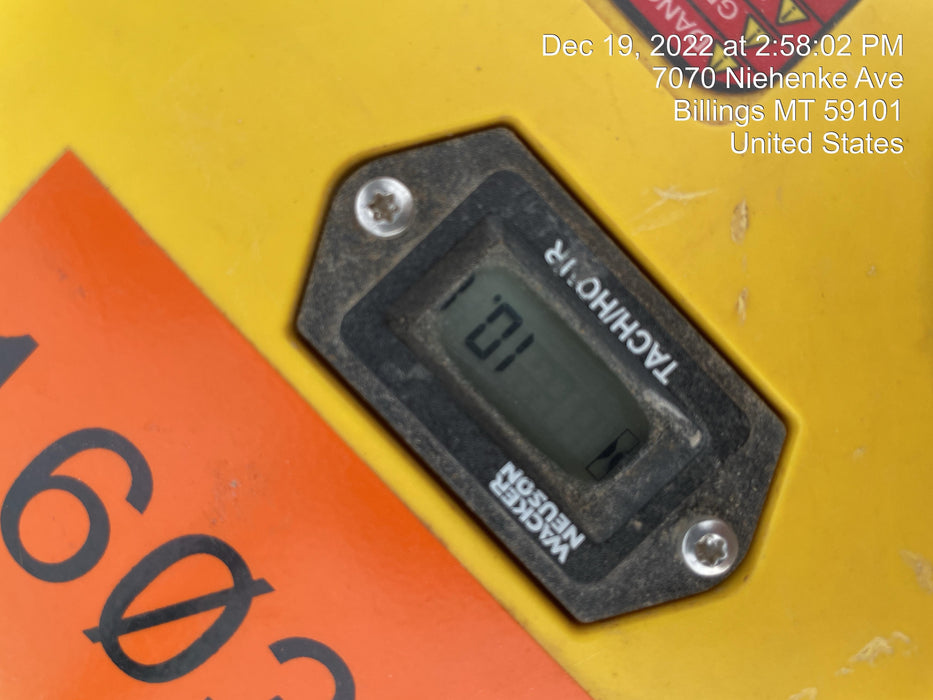 Dec 19, 2022 at 2:58:02 PM
7070 Niehenke Ave
Billings MT 59101
United States
TACH/HOUR
10.1
WACKER
NEUSON
160